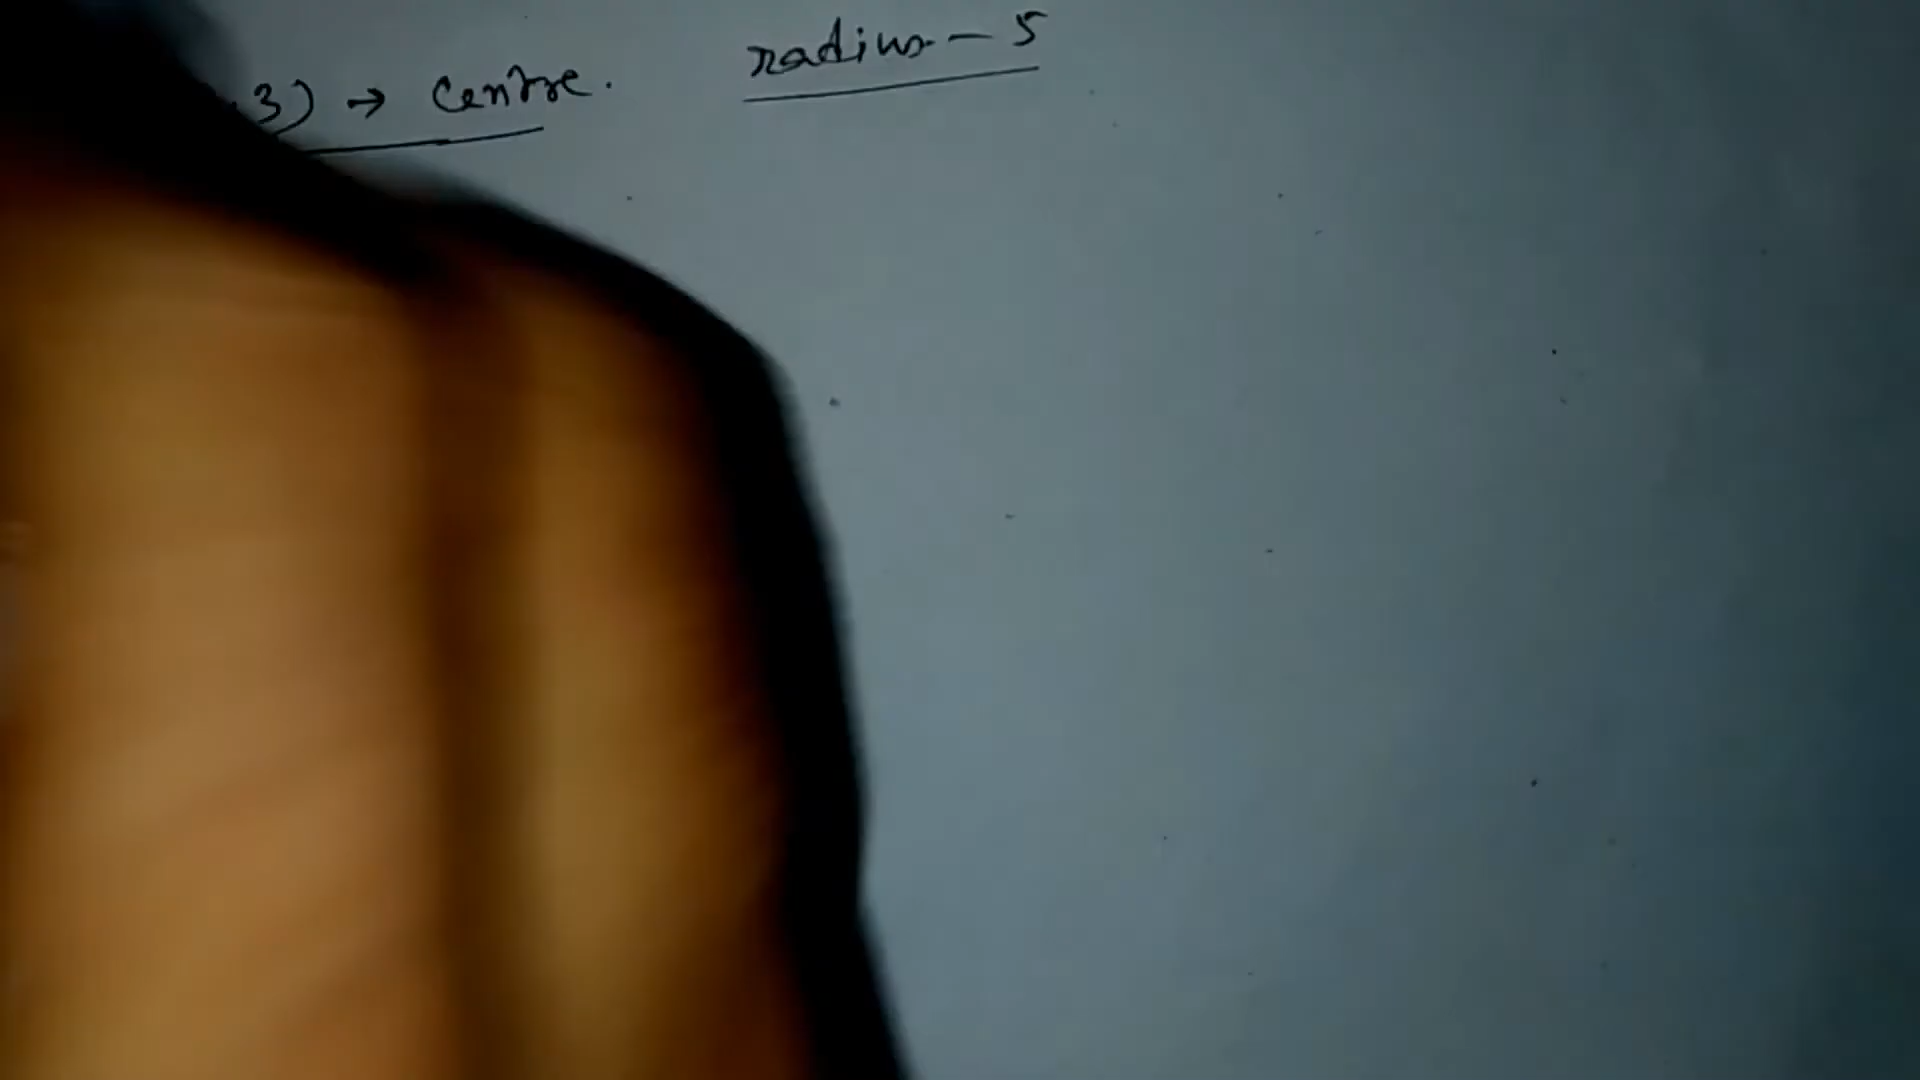 3) → Centre. radius - 5